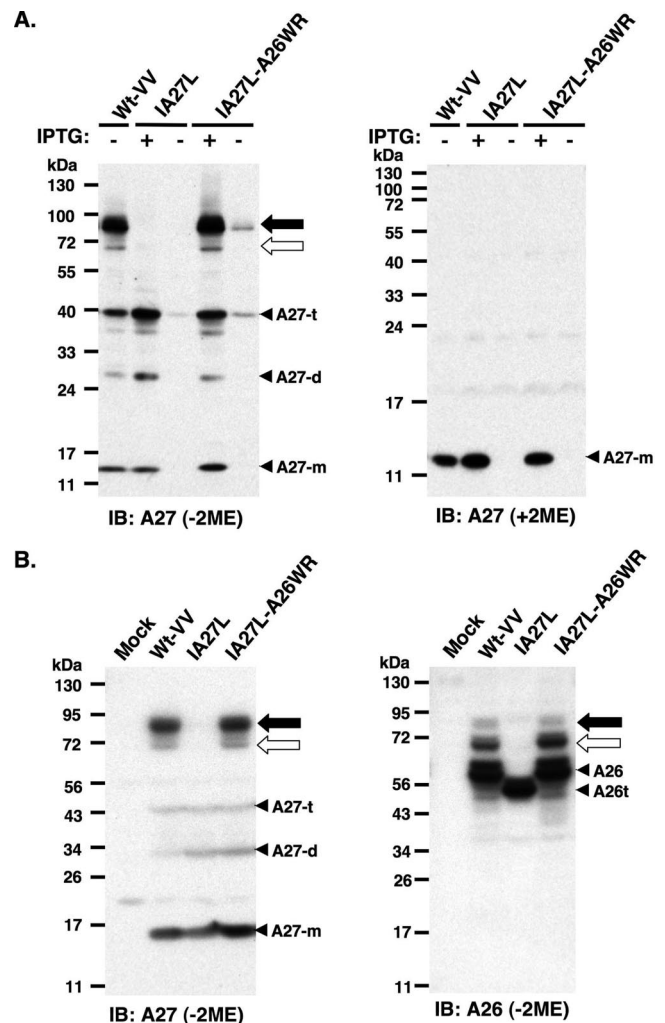 A.
Wt-VV IA27L IA27L-A26WR
IPTG: - + - + -
kDa
130
100
72
55
40
33
24
17
11
A27-t
A27-d
A27-m
IB: A27 (-2ME)
Wt-VV IA27L IA27L-A26WR
IPTG: - + - + -
kDa
130
100
72
55
40
33
24
17
11
A27-m
IB: A27 (+2ME)
B.
Mock Wt-VV IA27L IA27L-A26WR
kDa
130
95
72
56
43
34
26
17
11
A27-t
A27-d
A27-m
IB: A27 (-2ME)
Mock Wt-VV IA27L IA27L-A26WR
kDa
130
95
72
56
43
34
26
17
11
A26
A26t
IB: A26 (-2ME)